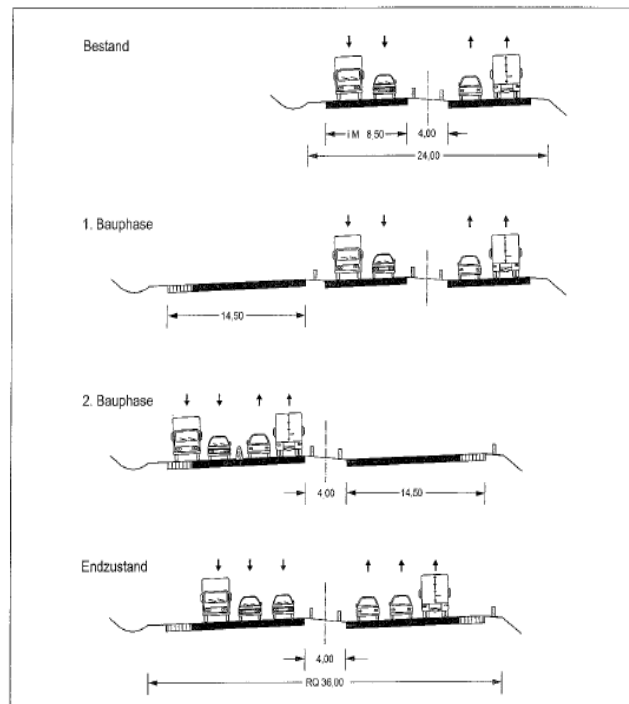 Bestand
iM 8,50
4,00
24,00
1. Bauphase
14,50
2. Bauphase
4,00
14,50
Endzustand
4,00
RQ 36,00